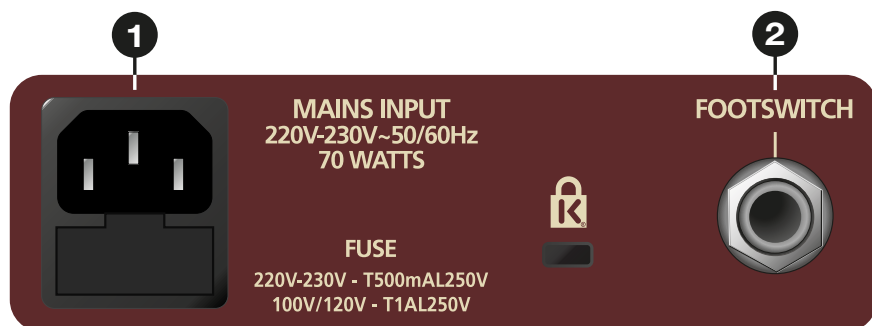 1
2
MAINS INPUT
220V-230V~50/60Hz
70 WATTS
FOOTSWITCH
K
®
FUSE
220V-230V - T500mAL250V
100V/120V - T1AL250V